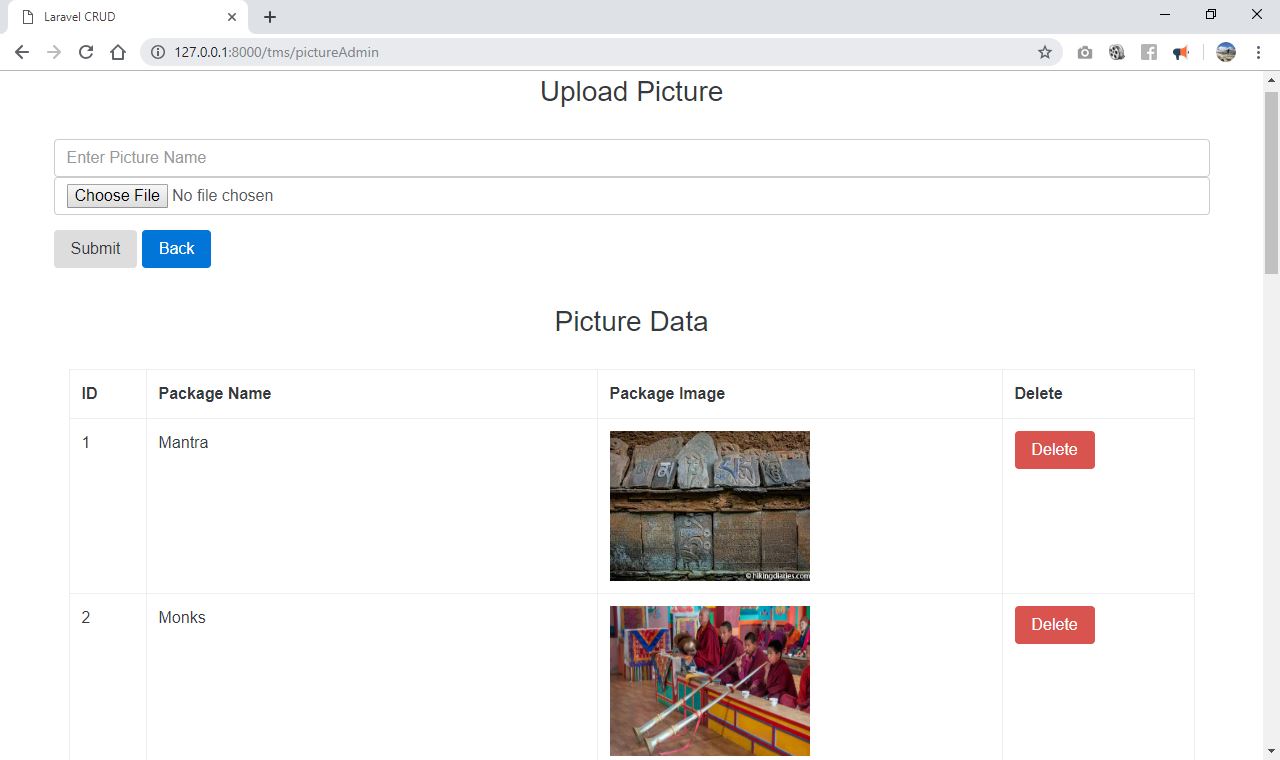 Laravel CRUD
127.0.0.1:8000/tms/pictureAdmin
Upload Picture
Enter Picture Name
Choose File No file chosen
Submit Back
Picture Data
ID Package Name Package Image Delete
1 Mantra Delete
© hikingdiaries.com
2 Monks Delete